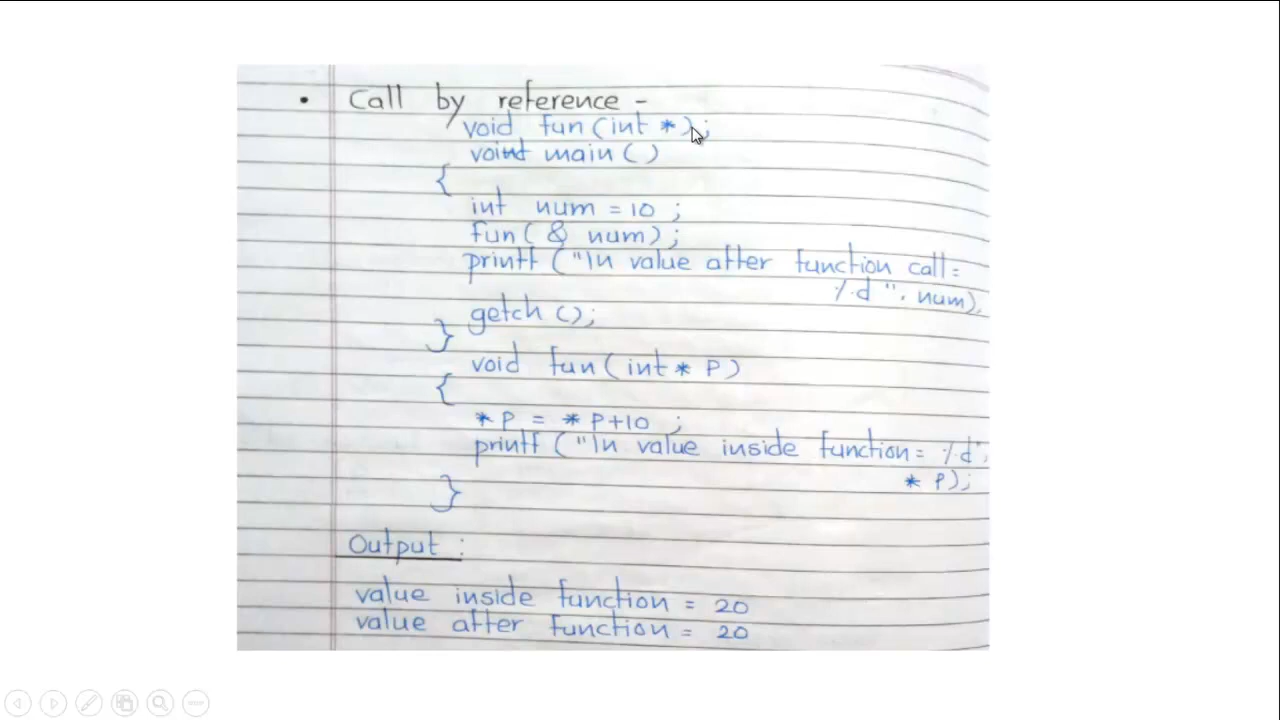 • Call by reference -
void fun(int *);
void main()
{
int num = 10 ;
fun( & num);
printf ("\n value after function call =
%d ", num),
getch ();
}
void fun(int* P)
{
* P = * P+10 ;
printf ("\n value inside function = %d",
* P);
}
Output :
value inside function = 20
value after function = 20